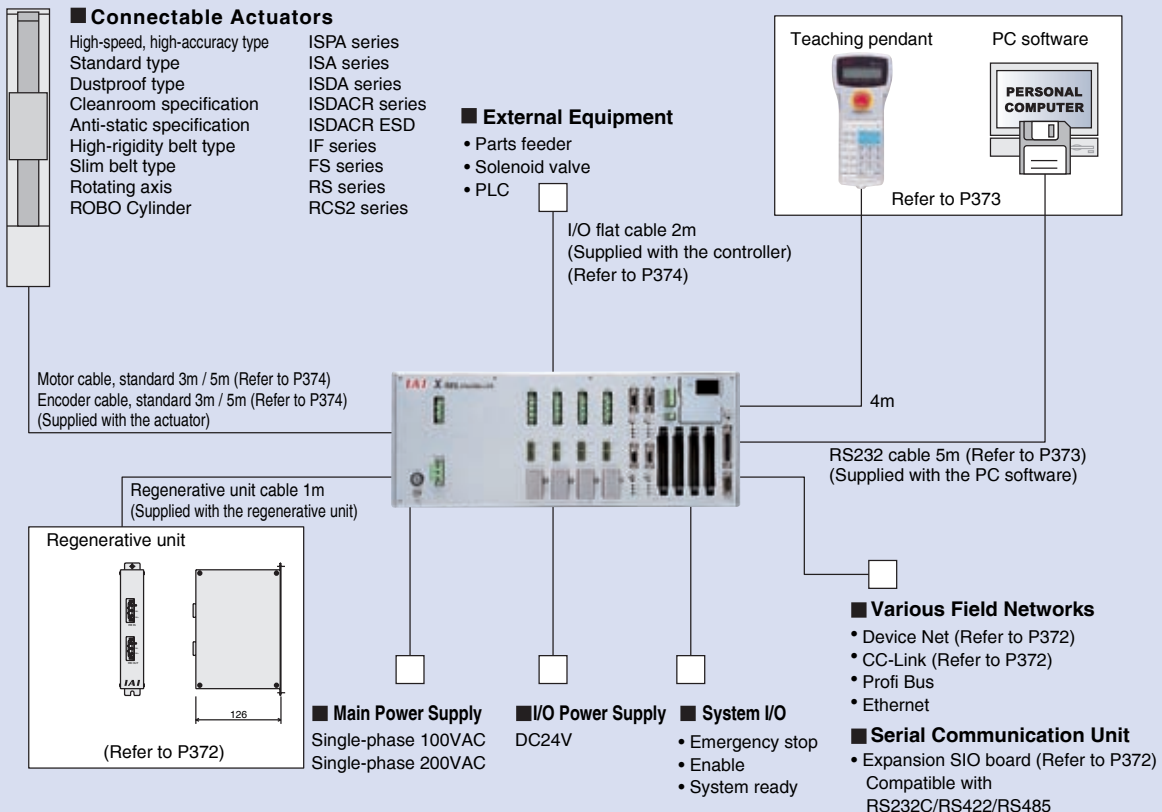 ■ Connectable Actuators
High-speed, high-accuracy type ISPA series
Standard type ISA series
Dustproof type ISDA series
Cleanroom specification ISDACR series
Anti-static specification ISDACR ESD
High-rigidity belt type IF series
Slim belt type FS series
Rotating axis RS series
ROBO Cylinder RCS2 series
■ External Equipment
• Parts feeder
• Solenoid valve
• PLC
I/O flat cable 2m
(Supplied with the controller)
(Refer to P374)
Teaching pendant
PC software
PERSONAL
COMPUTER
Refer to P373
Motor cable, standard 3m / 5m (Refer to P374)
Encoder cable, standard 3m / 5m (Refer to P374)
(Supplied with the actuator)
IAI X
4m
RS232 cable 5m (Refer to P373)
(Supplied with the PC software)
Regenerative unit cable 1m
(Supplied with the regenerative unit)
Regenerative unit
IAI
126
(Refer to P372)
■ Main Power Supply
Single-phase 100VAC
Single-phase 200VAC
■I/O Power Supply
DC24V
■ System I/O
• Emergency stop
• Enable
• System ready
■ Various Field Networks
• Device Net (Refer to P372)
• CC-Link (Refer to P372)
• Profi Bus
• Ethernet
■ Serial Communication Unit
• Expansion SIO board (Refer to P372)
Compatible with
RS232C/RS422/RS485